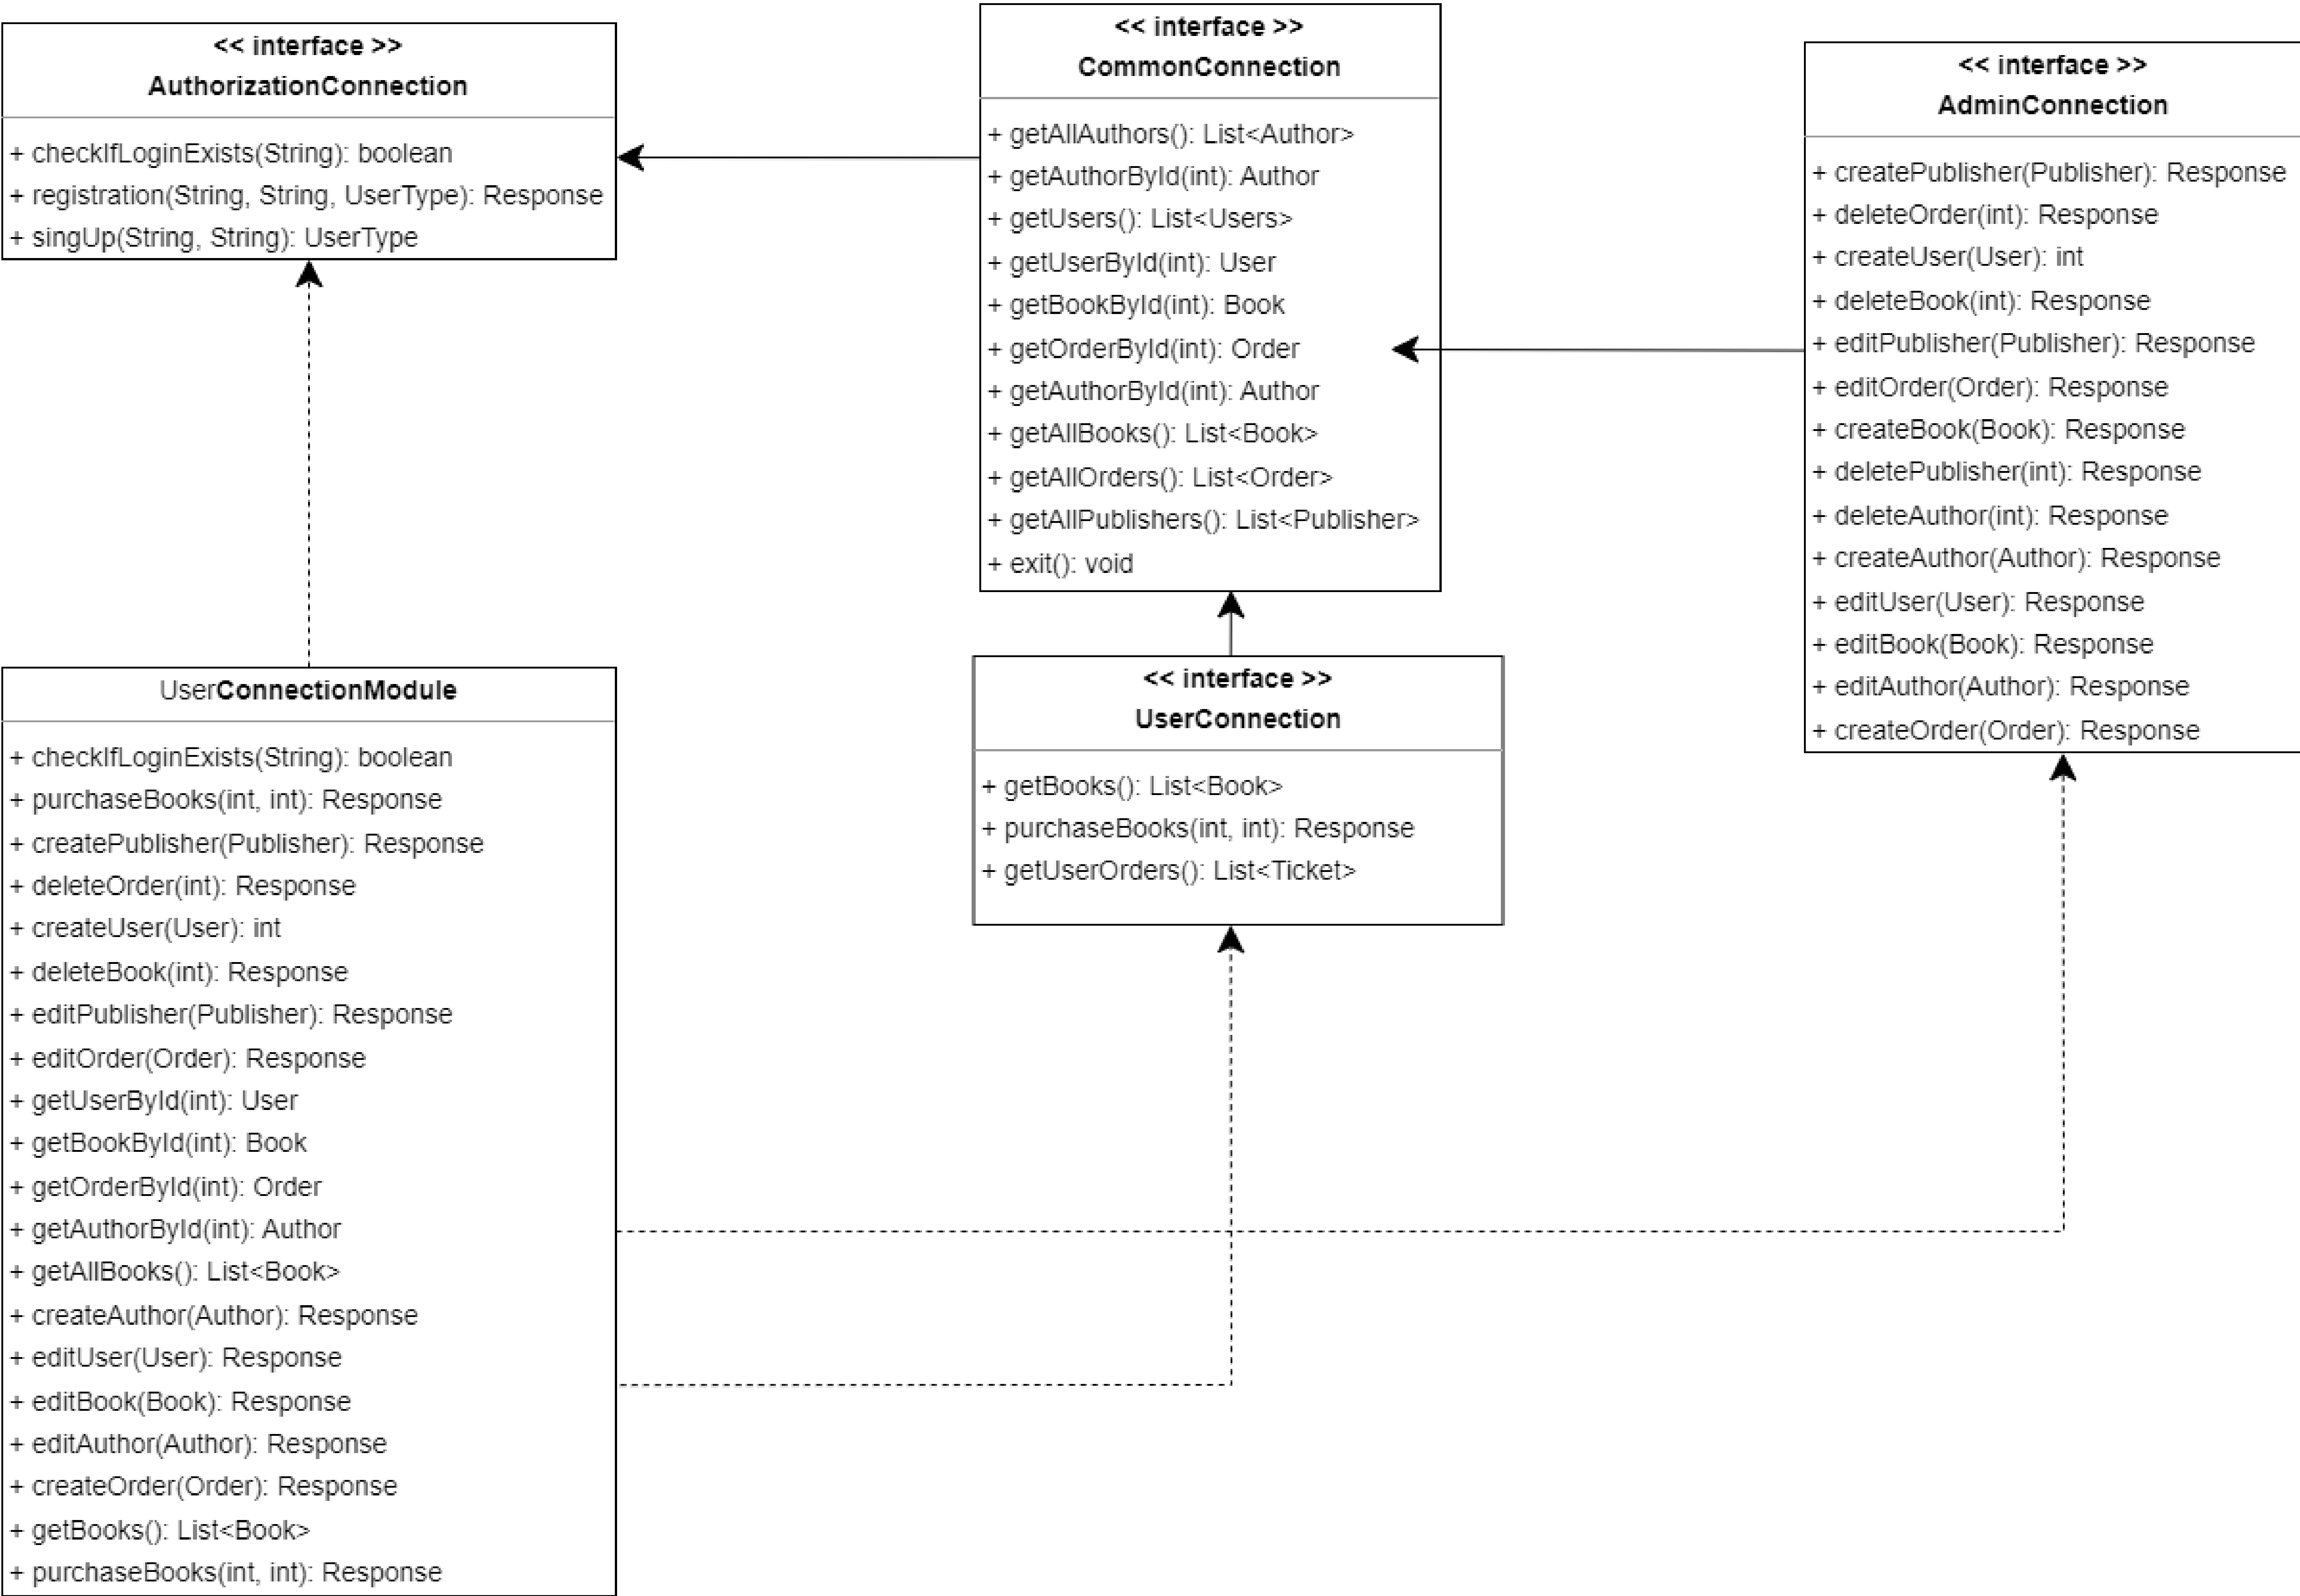 << interface >>
AuthorizationConnection
+ checkIfLoginExists(String): boolean
+ registration(String, String, UserType): Response
+ singUp(String, String): UserType
<< interface >>
CommonConnection
+ getAllAuthors(): List<Author>
+ getAuthorById(int): Author
+ getUsers(): List<Users>
+ getUserById(int): User
+ getBookById(int): Book
+ getOrderById(int): Order
+ getAuthorById(int): Author
+ getAllBooks(): List<Book>
+ getAllOrders(): List<Order>
+ getAllPublishers(): List<Publisher>
+ exit(): void
<< interface >>
AdminConnection
+ createPublisher(Publisher): Response
+ deleteOrder(int): Response
+ createUser(User): int
+ deleteBook(int): Response
+ editPublisher(Publisher): Response
+ editOrder(Order): Response
+ createBook(Book): Response
+ deletePublisher(int): Response
+ deleteAuthor(int): Response
+ createAuthor(Author): Response
+ editUser(User): Response
+ editBook(Book): Response
+ editAuthor(Author): Response
+ createOrder(Order): Response
UserConnectionModule
+ checkIfLoginExists(String): boolean
+ purchaseBooks(int, int): Response
+ createPublisher(Publisher): Response
+ deleteOrder(int): Response
+ createUser(User): int
+ deleteBook(int): Response
+ editPublisher(Publisher): Response
+ editOrder(Order): Response
+ getUserById(int): User
+ getBookById(int): Book
+ getOrderById(int): Order
+ getAuthorById(int): Author
+ getAllBooks(): List<Book>
+ createAuthor(Author): Response
+ editUser(User): Response
+ editBook(Book): Response
+ editAuthor(Author): Response
+ createOrder(Order): Response
+ getBooks(): List<Book>
+ purchaseBooks(int, int): Response
<< interface >>
UserConnection
+ getBooks(): List<Book>
+ purchaseBooks(int, int): Response
+ getUserOrders(): List<Ticket>